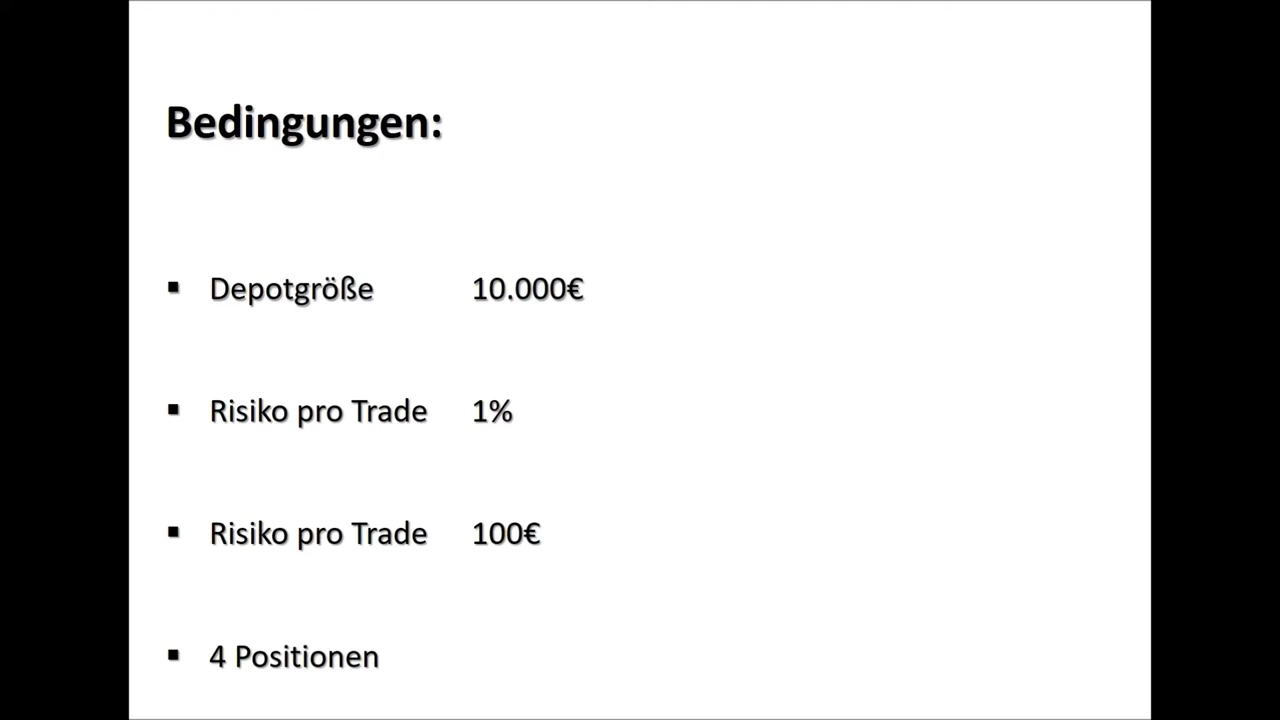 Bedingungen:
▪ Depotgröße 10.000€
▪ Risiko pro Trade 1%
▪ Risiko pro Trade 100€
▪ 4 Positionen